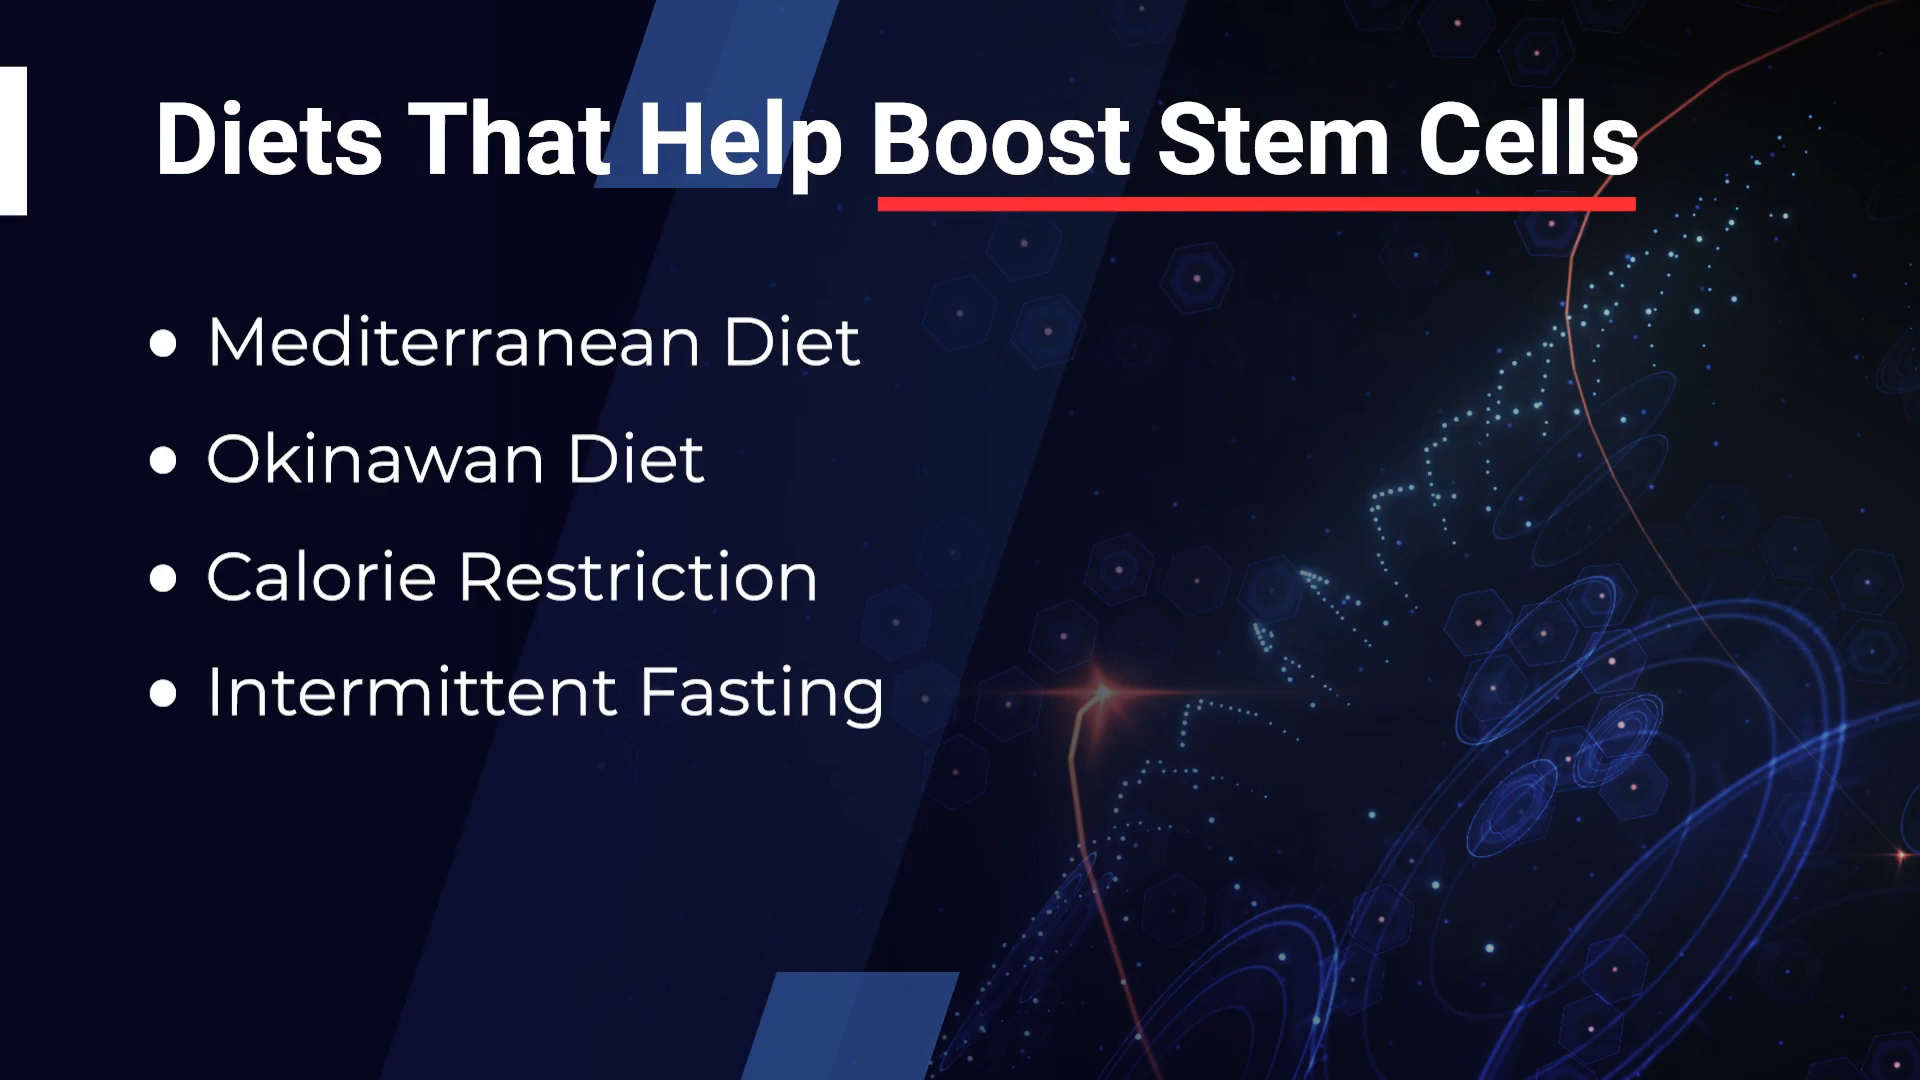 Diets That Help Boost Stem Cells
• Mediterranean Diet
• Okinawan Diet
• Calorie Restriction
• Intermittent Fasting